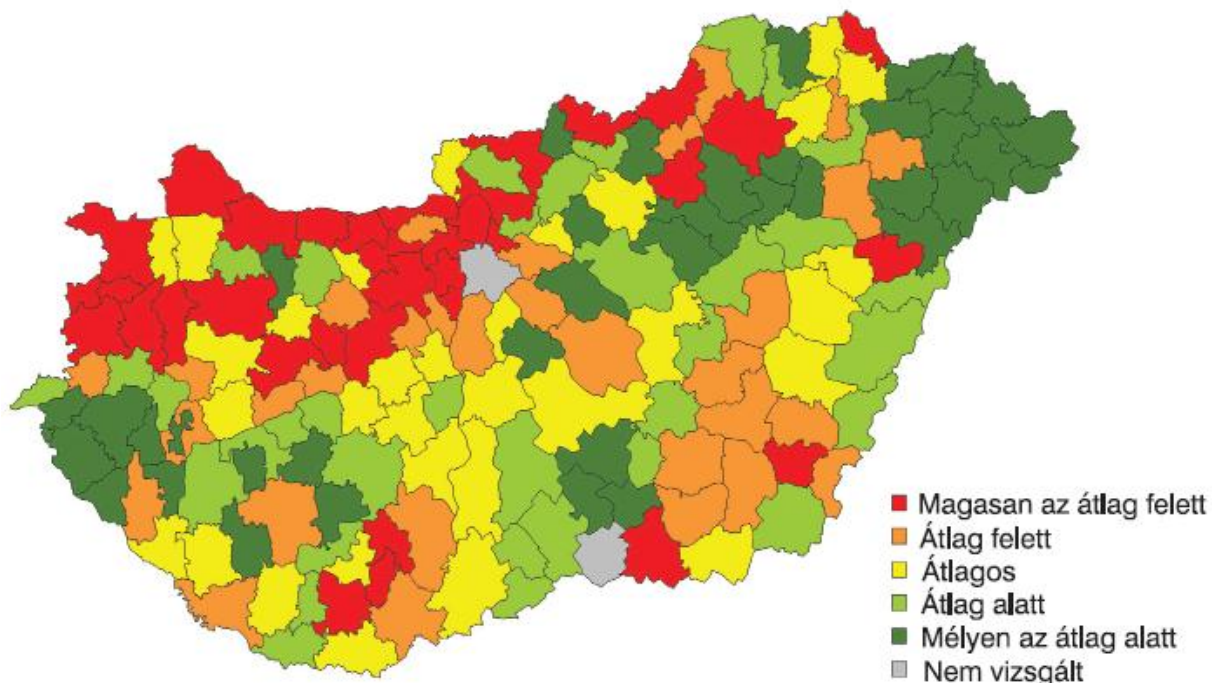 Magasan az átlag felett
Átlag felett
Átlagos
Átlag alatt
Mélyen az átlag alatt
Nem vizsgált